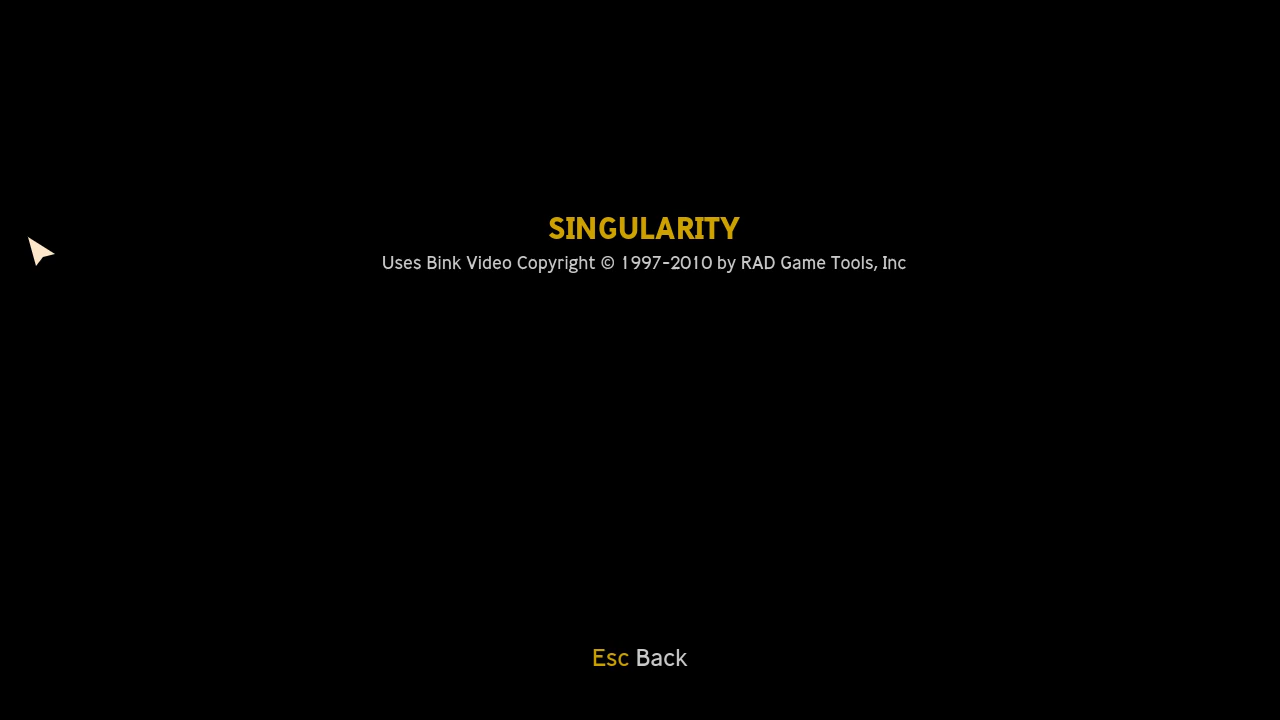 SINGULARITY
Uses Bink Video Copyright © 1997-2010 by RAD Game Tools, Inc
Esc Back